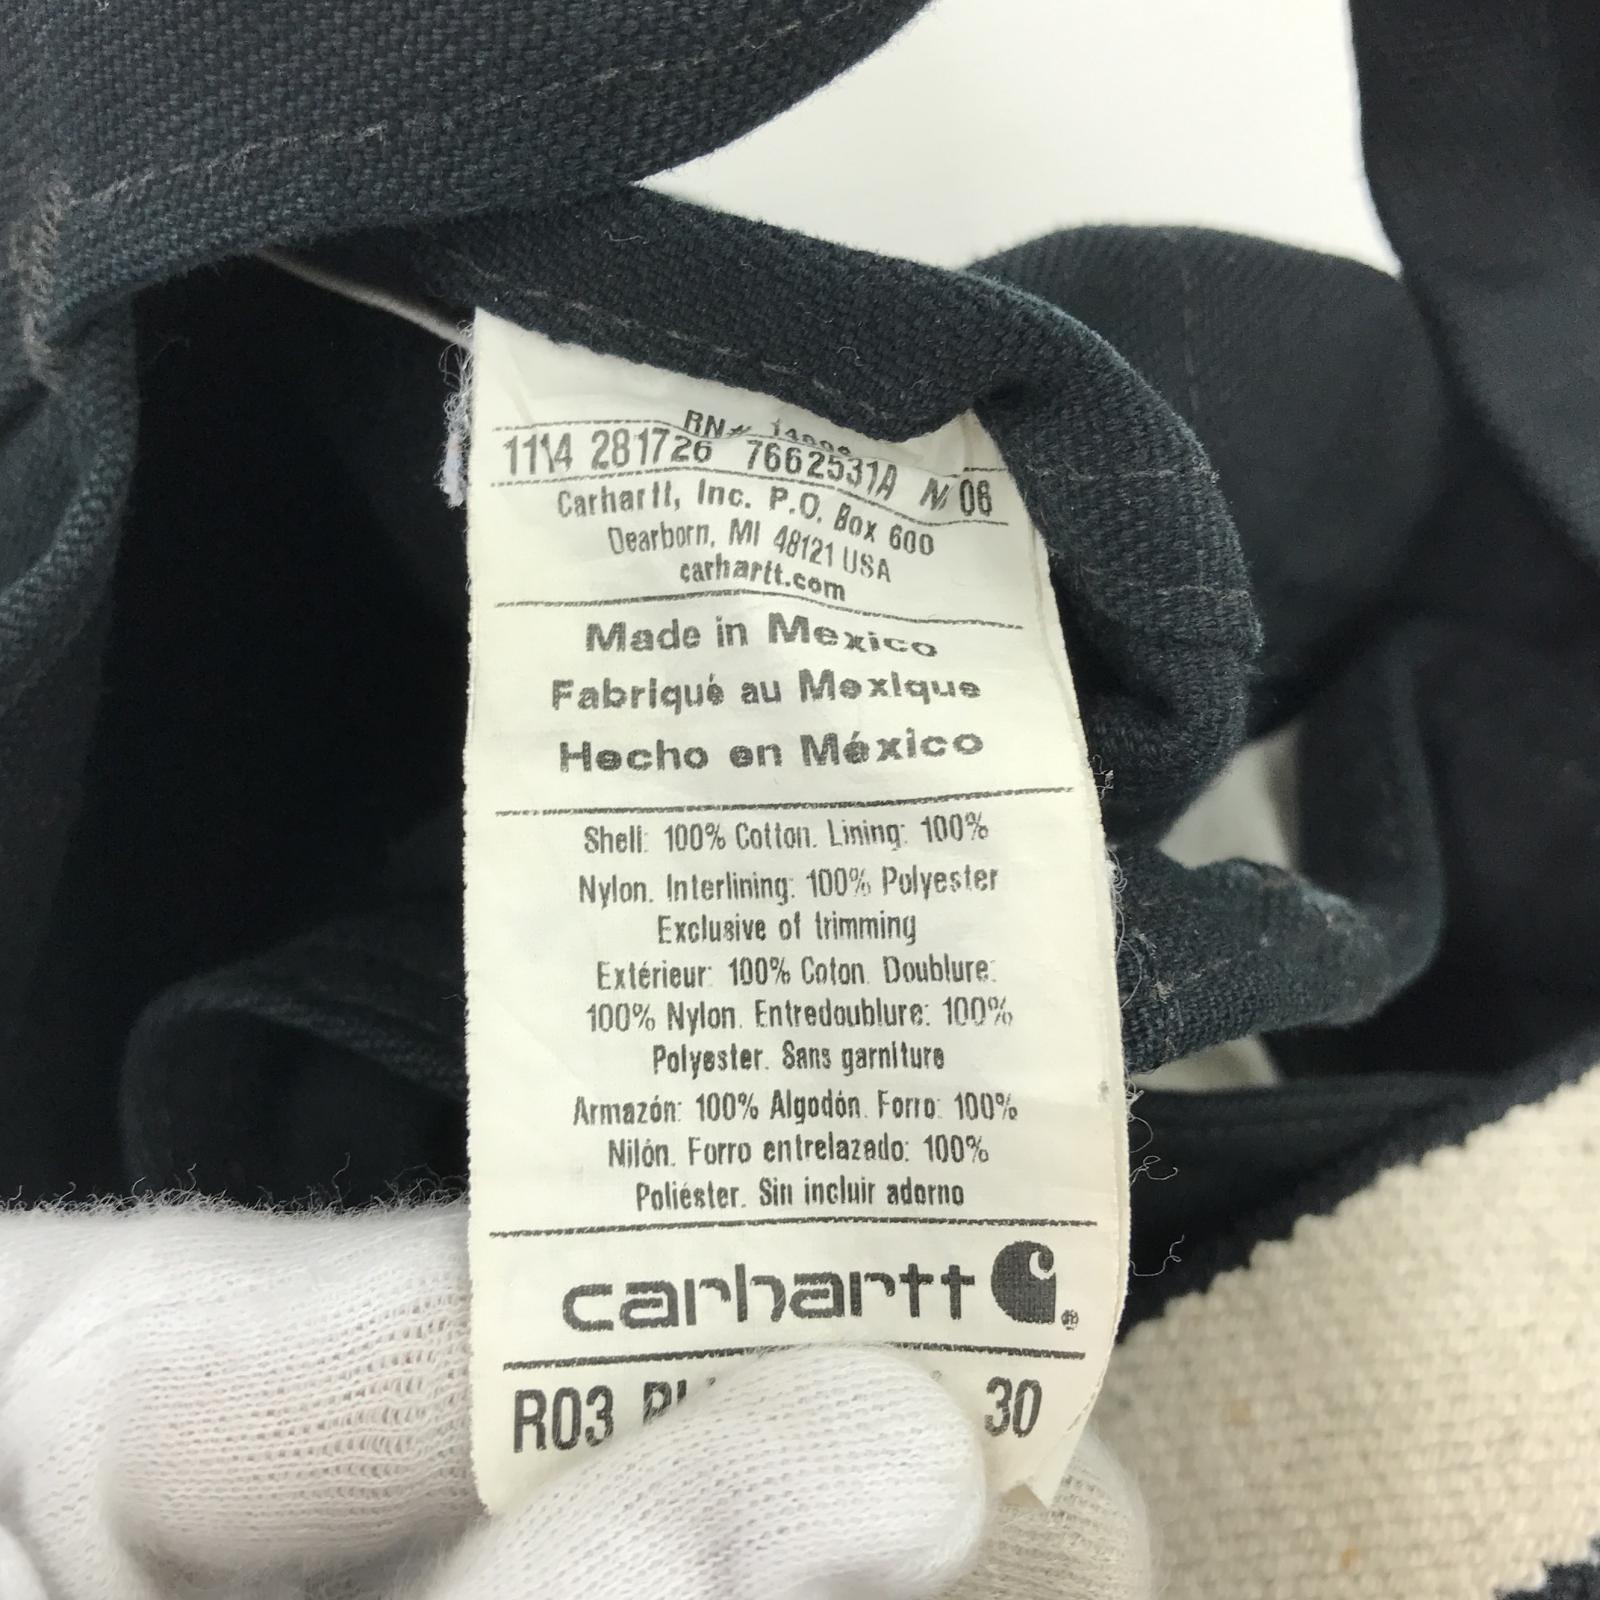 RN#
11\4 281726 7662531A N 06
Carhartt, Inc. P.O. Box 600
Dearborn, MI 48121 USA
carhartt.com
Made in Mexico
Fabriqué au Mexique
Hecho en México
Shell: 100% Cotton. Lining: 100%
Nylon. Interlining: 100% Polyester
Exclusive of trimming
Extérieur: 100% Coton. Doublure:
100% Nylon. Entredoublure: 100%
Polyester. Sans garniture
Armazón: 100% Algodón. Forro: 100%
Nilón. Forro entrelazado: 100%
Poliéster. Sin incluir adorno
carhartt
R03 30